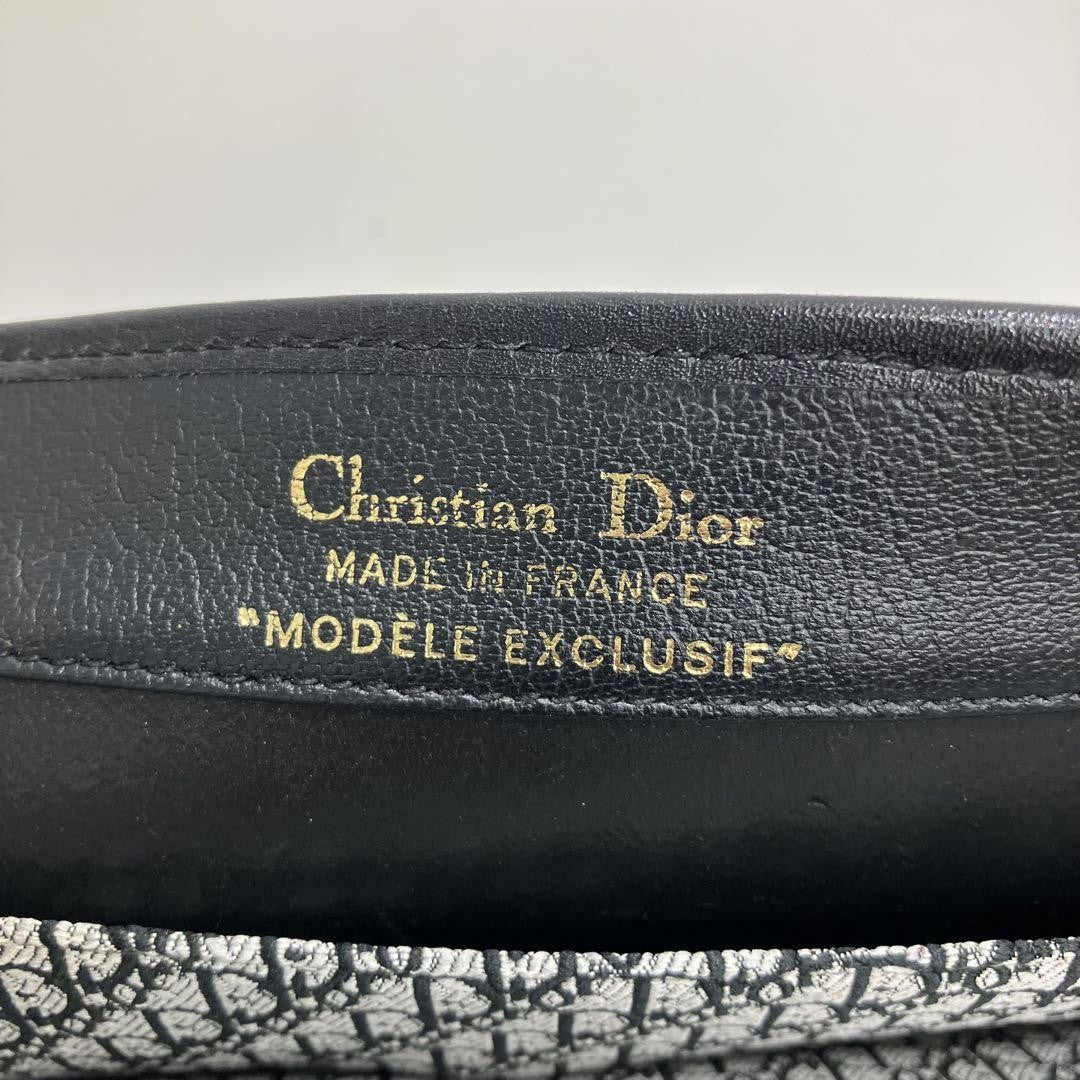 Christian Dior
MADE in FRANCE
"MODÈLE EXCLUSIF"